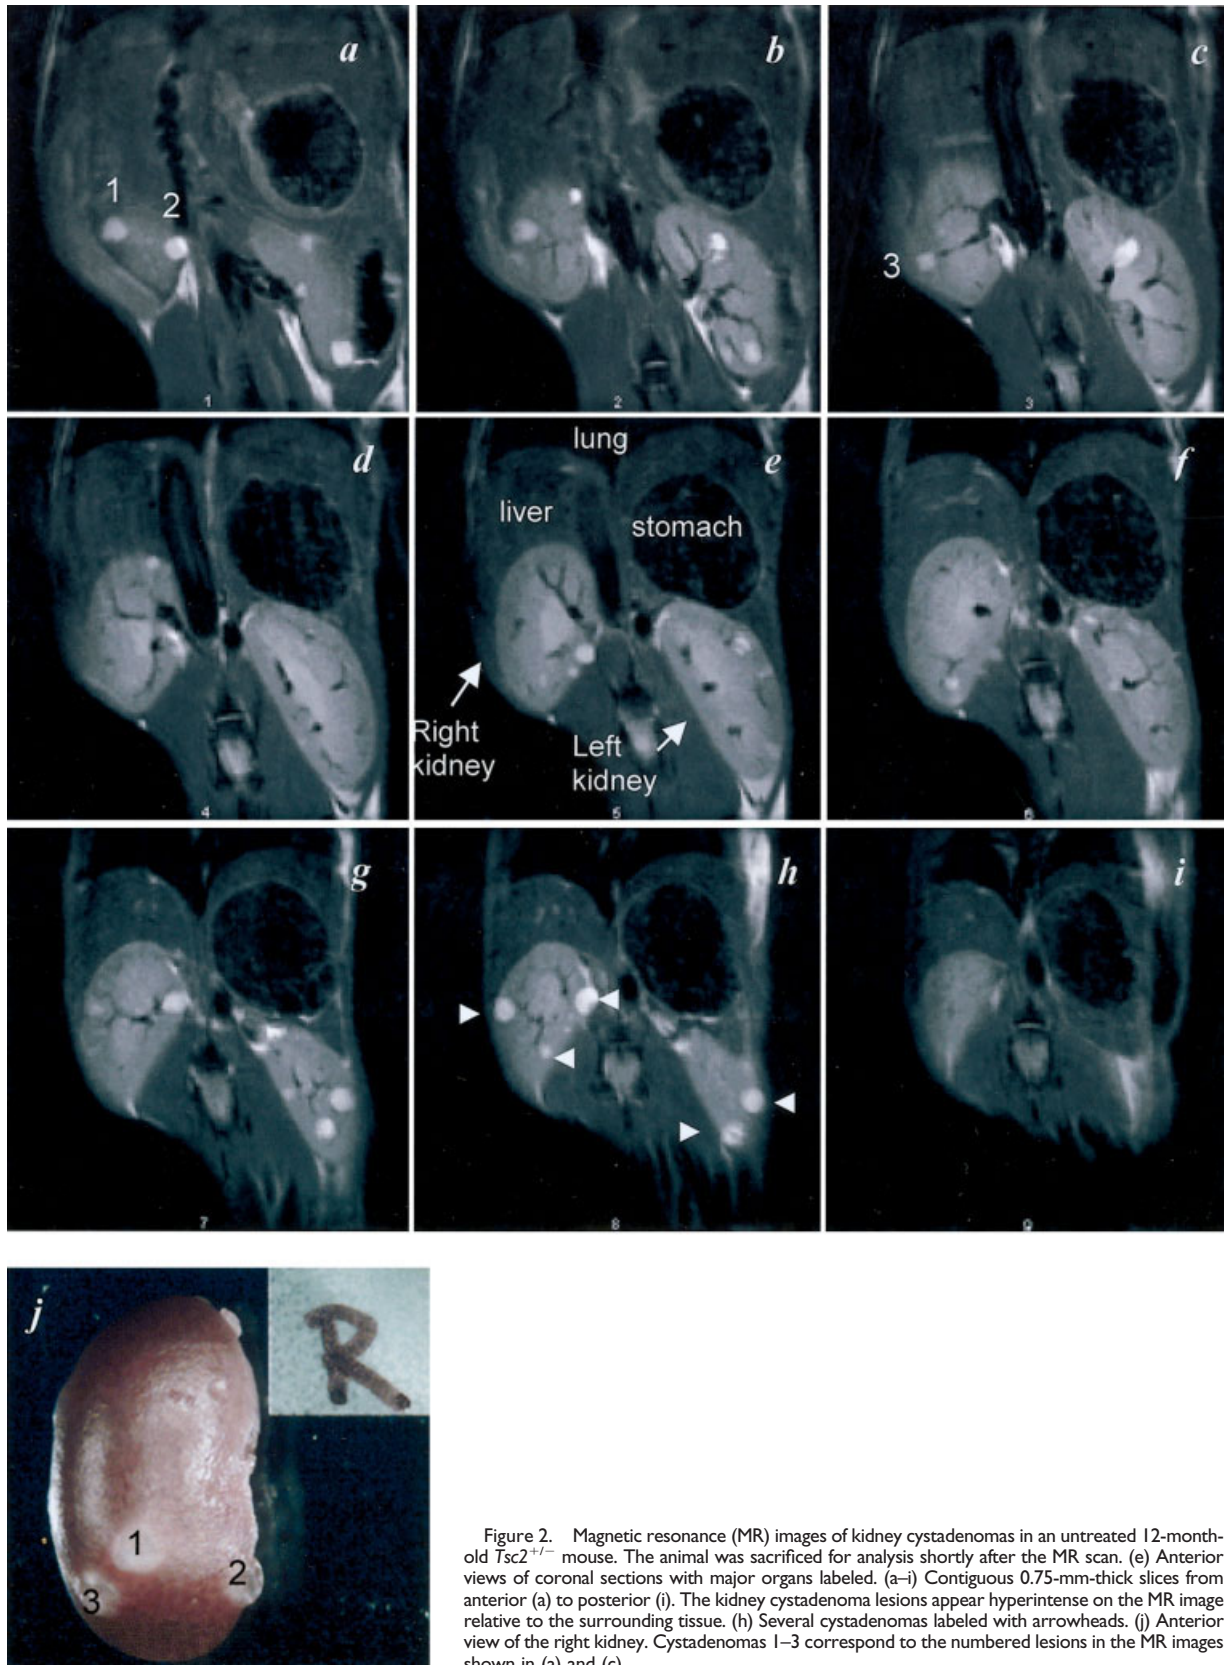 a
b
c
1
2
3
1
2
3
d
e
f
lung
liver
stomach
Right
kidney
Left
kidney
4
5
6
g
h
i
7
8
9
j
R
1
2
3
Figure 2. Magnetic resonance (MR) images of kidney cystadenomas in an untreated 12-month-
old Tsc2+/− mouse. The animal was sacrificed for analysis shortly after the MR scan. (e) Anterior
views of coronal sections with major organs labeled. (a–i) Contiguous 0.75-mm-thick slices from
anterior (a) to posterior (i). The kidney cystadenoma lesions appear hyperintense on the MR image
relative to the surrounding tissue. (h) Several cystadenomas labeled with arrowheads. (j) Anterior
view of the right kidney. Cystadenomas 1–3 correspond to the numbered lesions in the MR images
shown in (a) and (c).